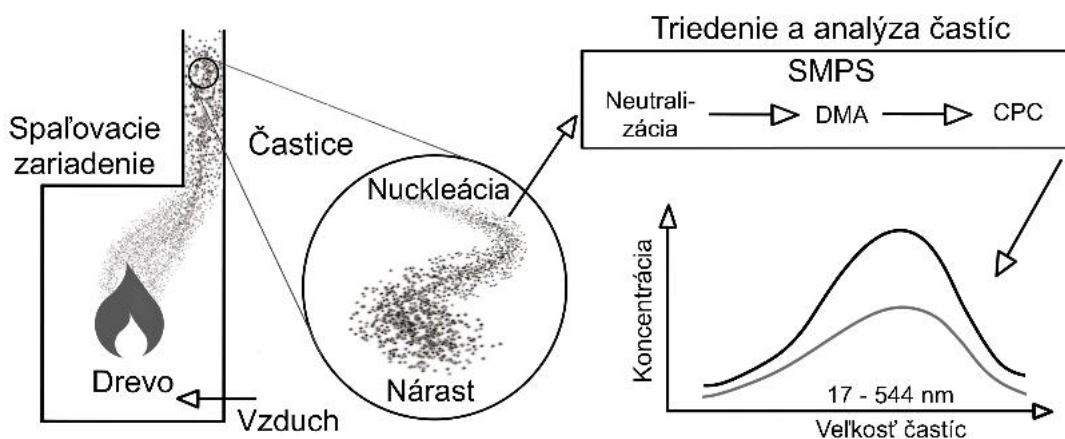 Triedenie a analýza častíc
SMPS
Neutrali-
zácia
DMA
CPC
Spaľovacie
zariadenie
Častice
Nuckleácia
Nárast
Drevo
Vzduch
Koncentrácia
17 - 544 nm
Veľkosť častíc